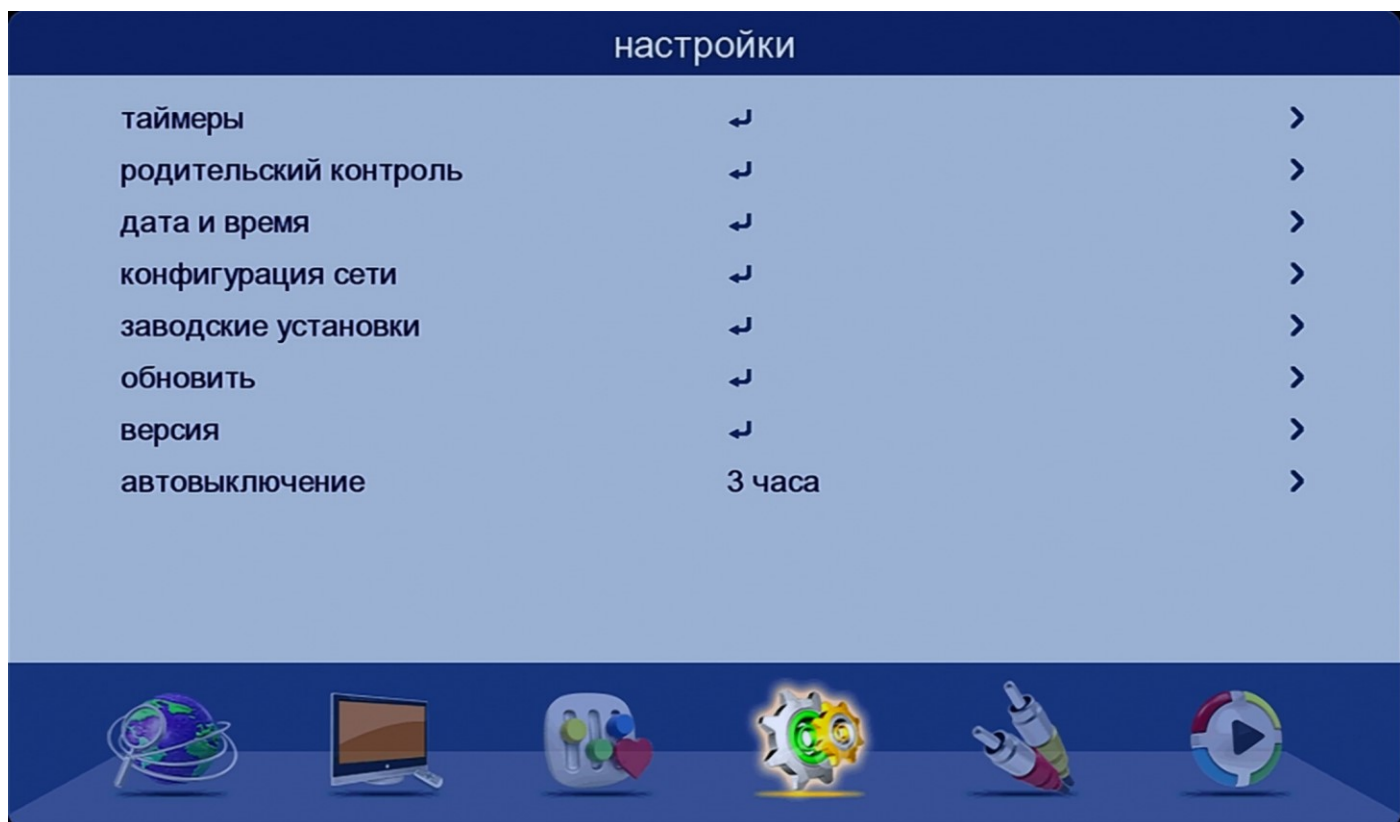 настройки
таймеры
родительский контроль
дата и время
конфигурация сети
заводские установки
обновить
версия
автовыключение 3 часа